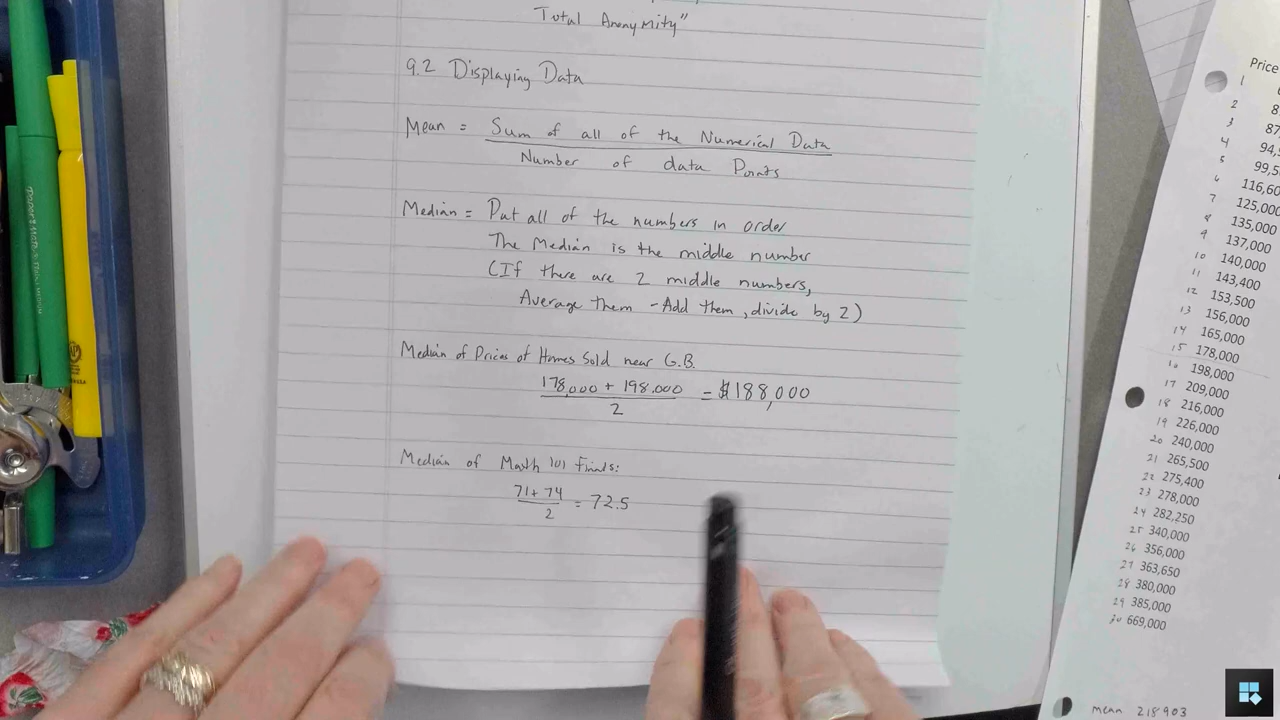 Total Anonymity"
9.2 Displaying Data
Mean = Sum of all of the Numerical Data
Number of data Points
Median = Put all of the numbers in order
The Median is the middle number
(If there are 2 middle numbers,
Average them - Add them, divide by 2)
Median of Prices of Homes Sold near G.B.
178,000 + 198,000 = $188,000
2
Median of Math 101 Finals:
71+ 74 = 72.5
2
Price
1
2
3
4 94,
5 99,5
6 116,60
7 125,000
8 135,000
9 137,000
10 140,000
11 143,400
12 153,500
13 156,000
14 165,000
15 178,000
16 198,000
17 209,000
18 216,000
19 226,000
20 240,000
21 265,500
22 275,400
23 278,000
24 282,250
25 340,000
26 356,000
27 363,650
28 380,000
29 385,000
30 669,000
mean 218903